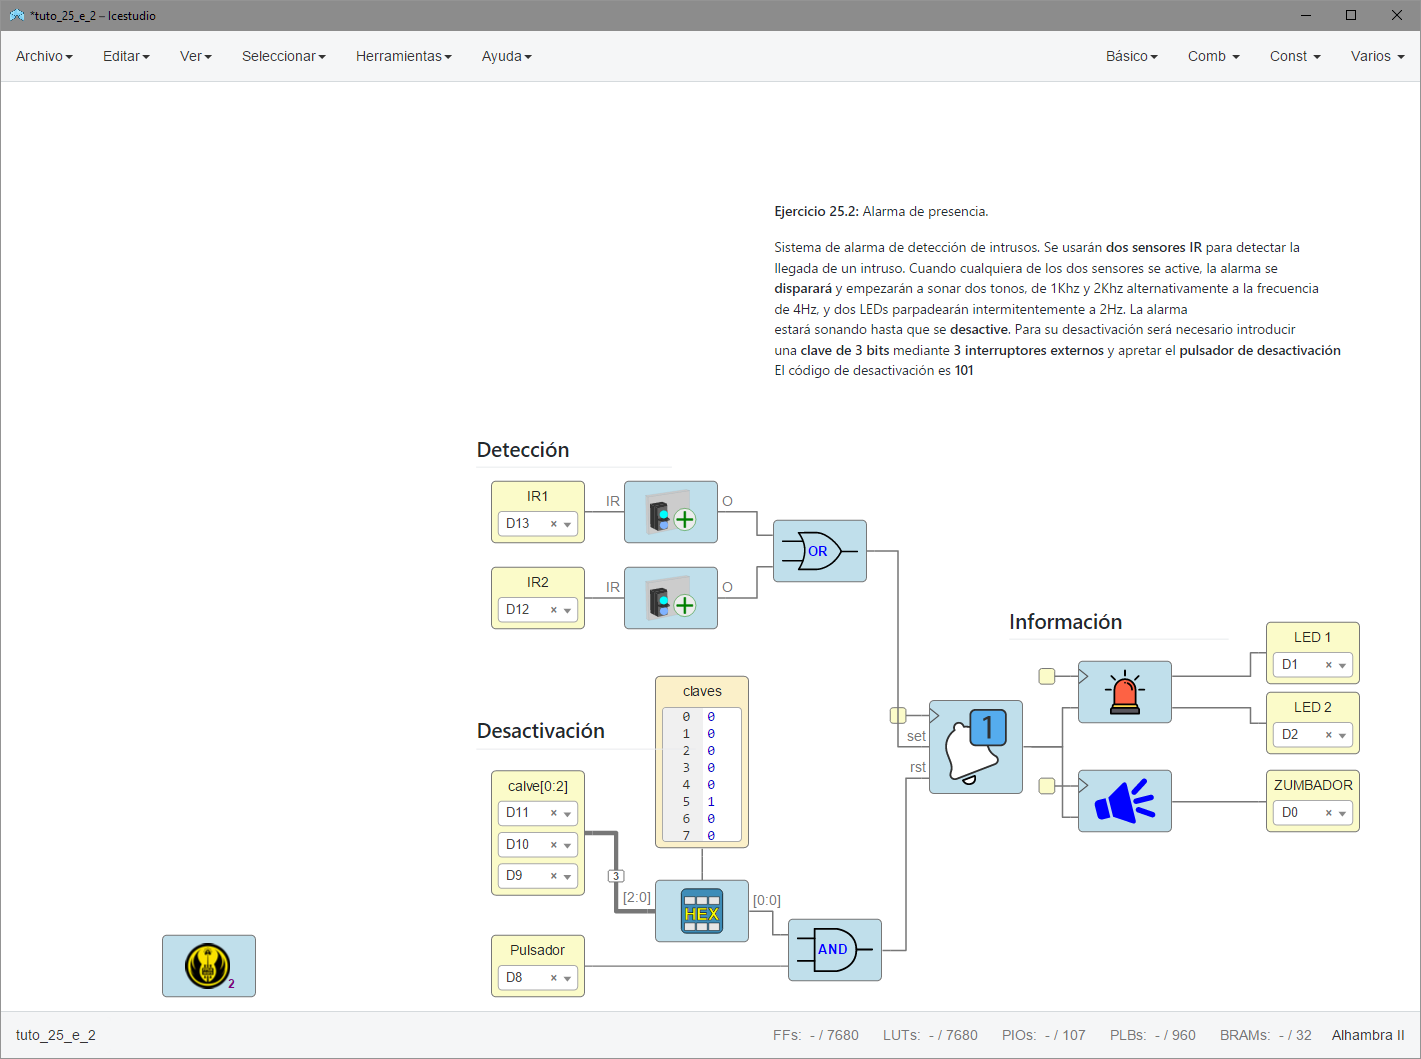 *tuto_25_e_2 – Icestudio
Archivo Editar Ver Seleccionar Herramientas Ayuda Básico Comb Const Varios
Ejercicio 25.2: Alarma de presencia.
Sistema de alarma de detección de intrusos. Se usarán dos sensores IR para detectar la
llegada de un intruso. Cuando cualquiera de los dos sensores se active, la alarma se
disparará y empezarán a sonar dos tonos, de 1Khz y 2Khz alternativamente a la frecuencia
de 4Hz, y dos LEDs parpadearán intermitentemente a 2Hz. La alarma
estará sonando hasta que se desactive. Para su desactivación será necesario introducir
una clave de 3 bits mediante 3 interruptores externos y apretar el pulsador de desactivación
El código de desactivación es 101
Detección
IR1
D13 ×
IR
O
OR
IR2
D12 ×
IR
O
Información
LED 1
D1 ×
LED 2
D2 ×
ZUMBADOR
D0 ×
set
rst
1
claves
0 0
1 0
2 0
3 0
4 0
5 1
6 0
7 0
Desactivación
calve[0:2]
D11 ×
D10 ×
D9 ×
3
[2:0]
HEX
[0:0]
AND
Pulsador
D8 ×
2
tuto_25_e_2 FFs: - / 7680 LUTs: - / 7680 PIOs: - / 107 PLBs: - / 960 BRAMs: - / 32 Alhambra II